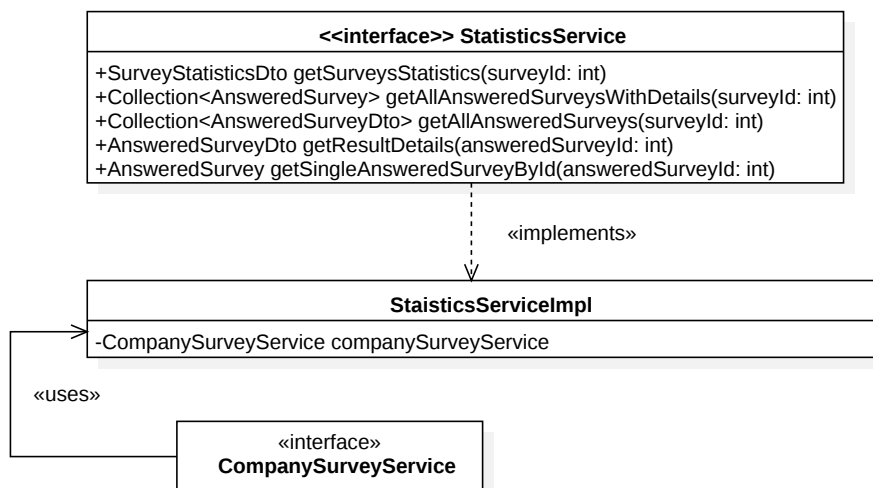 <<interface>> StatisticsService
+SurveyStatisticsDto getSurveysStatistics(surveyId: int)
+Collection<AnsweredSurvey> getAllAnsweredSurveysWithDetails(surveyId: int)
+Collection<AnsweredSurveyDto> getAllAnsweredSurveys(surveyId: int)
+AnsweredSurveyDto getResultDetails(answeredSurveyId: int)
+AnsweredSurvey getSingleAnsweredSurveyById(answeredSurveyId: int)
«implements»
StaisticsServiceImpl
-CompanySurveyService companySurveyService
«uses»
«interface»
CompanySurveyService